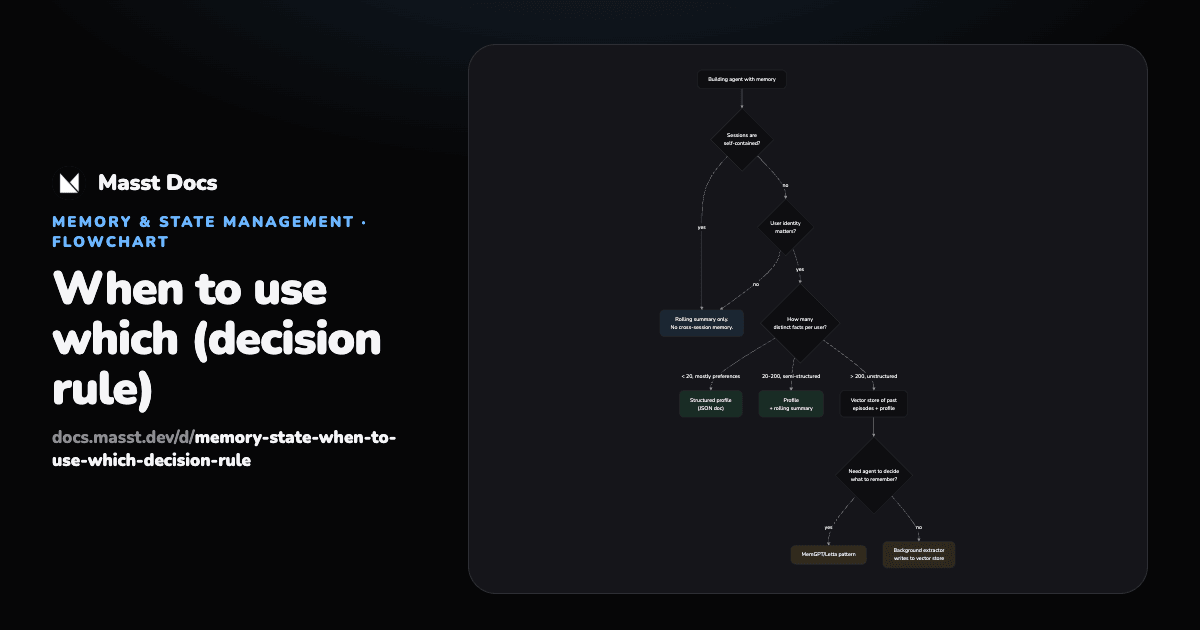 Masst Docs
MEMORY & STATE MANAGEMENT ·
FLOWCHART
When to use
which (decision
rule)
docs.masst.dev/d/memory-state-when-to-
use-which-decision-rule
Building agent with memory
Sessions are
self-contained?
no
User identity
matters?
yes
yes
no
Rolling summary only.
No cross-session memory.
How many
distinct facts per user?
< 20, mostly preferences
20-200, semi-structured
> 200, unstructured
Structured profile
(JSON doc)
Profile
+ rolling summary
Vector store of past
episodes + profile
Need agent to decide
what to remember?
yes
no
MemGPT/Letta pattern
Background extractor
writes to vector store